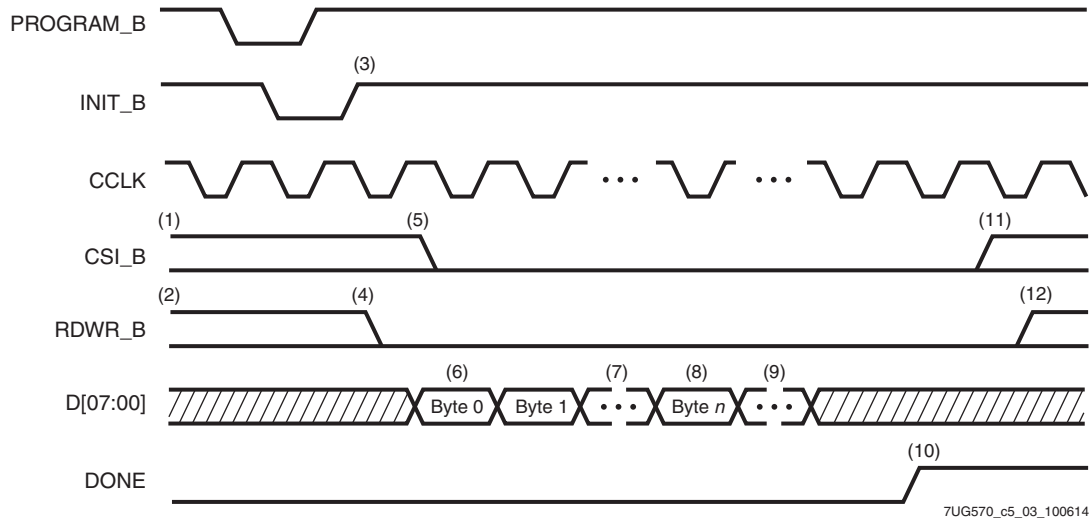 PROGRAM_B
(3)
INIT_B
CCLK
(1) (5) (11)
CSI_B
(2) (4) (12)
RDWR_B
(6) (7) (8) (9)
D[07:00] Byte 0 Byte 1 • • • Byte n • • •
(10)
DONE
7UG570_c5_03_100614